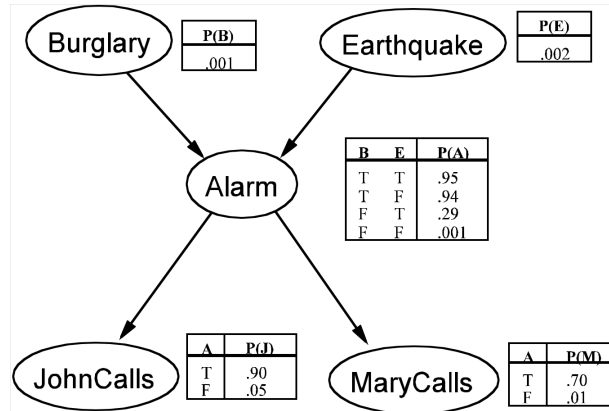 Burglary
P(B)
.001
Earthquake
P(E)
.002
Alarm
B E P(A)
T T .95
T F .94
F T .29
F F .001
JohnCalls
A P(J)
T .90
F .05
MaryCalls
A P(M)
T .70
F .01